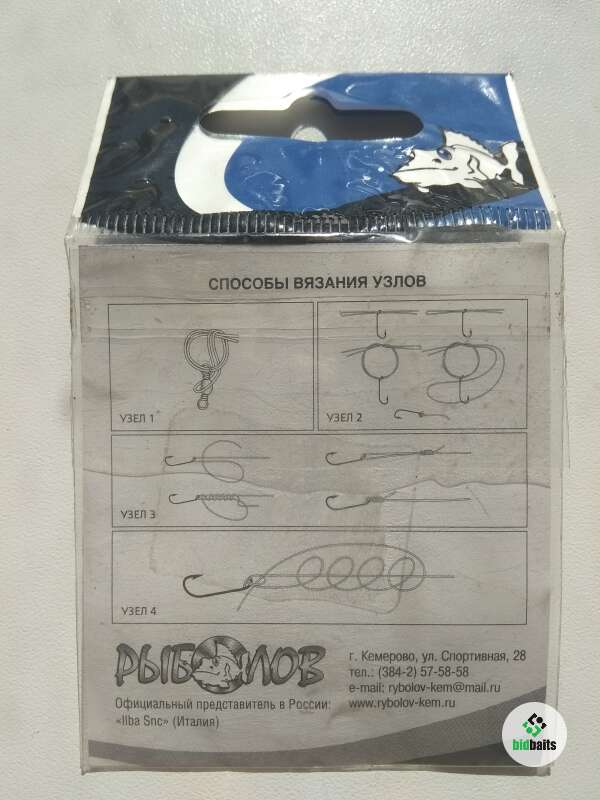 СПОСОБЫ ВЯЗАНИЯ УЗЛОВ
УЗЕЛ 1
УЗЕЛ 2
УЗЕЛ 3
УЗЕЛ 4
РЫБОЛОВ
Официальный представитель в России:
«Ilba Snc» (Италия)
г. Кемерово, ул. Спортивная, 28
тел.: (384-2) 57-58-58
e-mail: rybolov-kem@mail.ru
www.rybolov-kem.ru
bidbaits